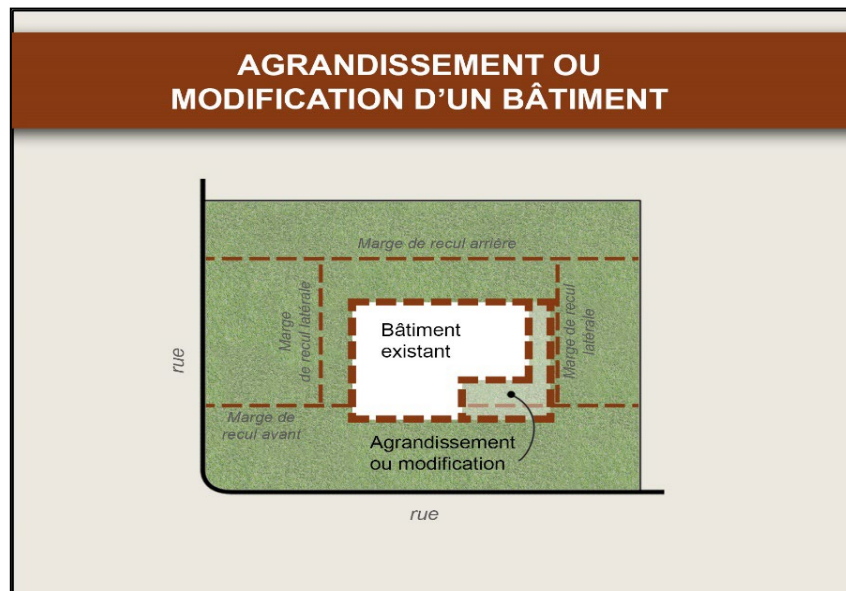 AGRANDISSEMENT OU
MODIFICATION D'UN BÂTIMENT
Marge de recul arrière
Marge
de recul latérale
Bâtiment
existant
Marge de recul
latérale
rue
Marge de
recul avant
Agrandissement
ou modification
rue